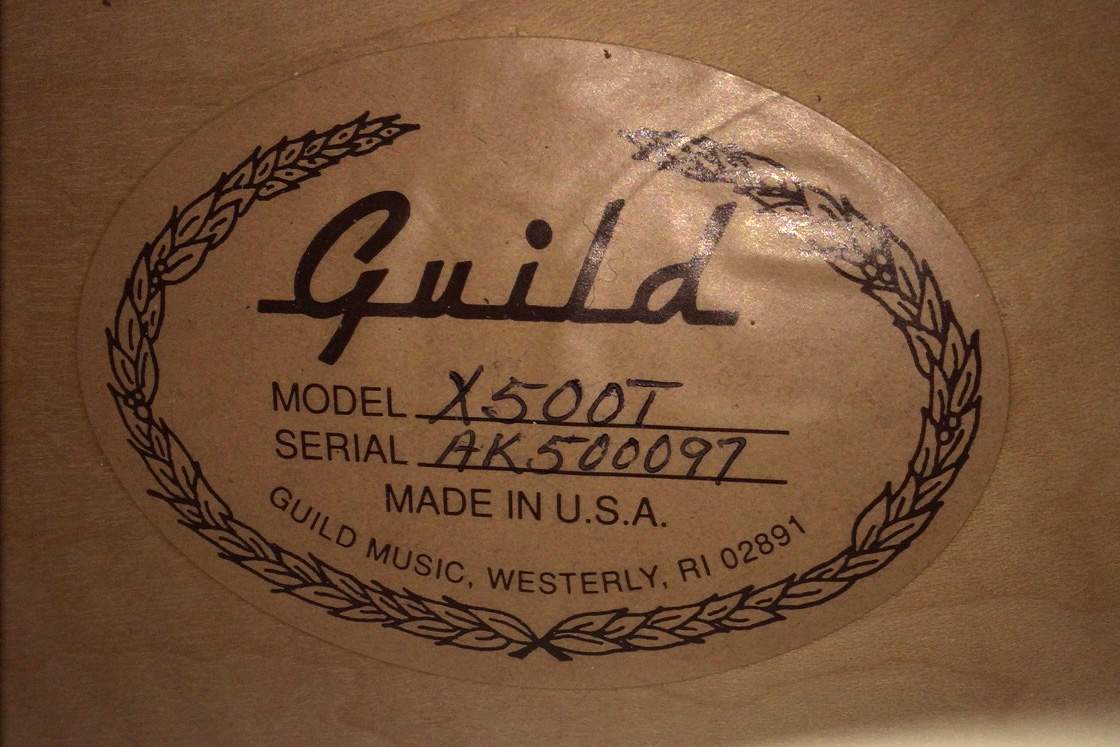 Guild
MODEL X500T
SERIAL AK500097
MADE IN U.S.A.
GUILD MUSIC, WESTERLY, RI 02891